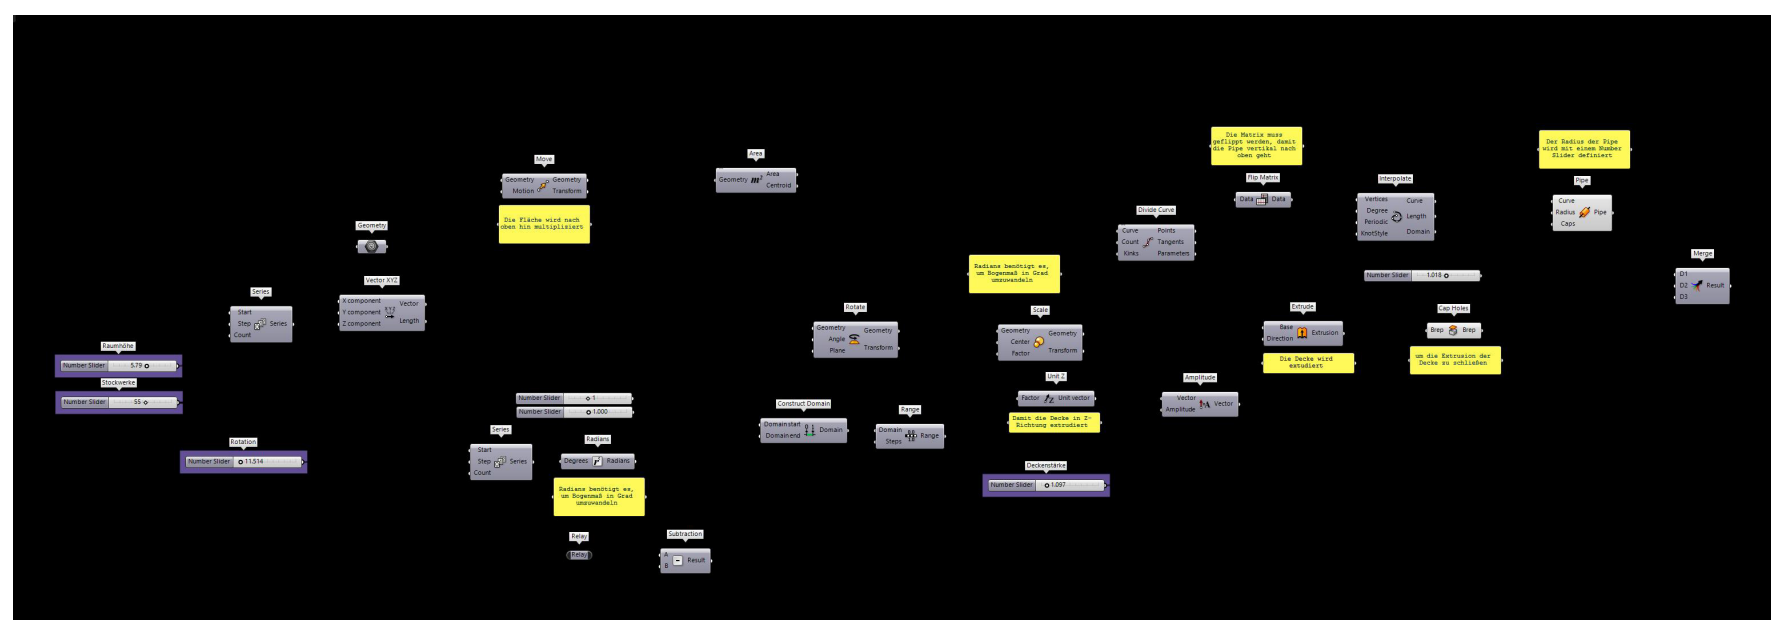 Die Matrix muss
geflippt werden, damit
die Pipe vertikal nach
oben geht
Der Radius der Pipe
wird mit einem Number
Slider definiert
Move
Geometry Geometry
Motion Transform
Die Fläche wird nach
oben hin multipliziert
Area
Geometry m² Area
Centroid
Flip Matrix
Data Data
Interpolate
Vertices Curve
Degree Length
Periodic Domain
KnotStyle
Pipe
Curve
Radius Pipe
Caps
Divide Curve
Curve Points
Count Tangents
Kinks Parameters
Geometry
Vector XYZ
X component Vector
Y component Length
Z component
Series
Start
Step Series
Count
Radians benötigt es,
um Bogenmaß in Grad
umzuwandeln
Number Slider 1.018
Merge
D1
D2 Result
D3
Rotate
Geometry Geometry
Angle Transform
Plane
Scale
Geometry Geometry
Center Transform
Factor
Extrude
Base Extrusion
Direction
Die Decke wird
extudiert
Cap Holes
Brep Brep
um die Extrusion der
Decke zu schließen
Raumhöhe
Number Slider 5.79
Stockwerke
Number Slider 55
Rotation
Number Slider 11.514
Number Slider 1
Number Slider 1.000
Series
Start
Step Series
Count
Radians
Degrees Radians
Radians benötigt es,
um Bogenmaß in Grad
umzuwandeln
Relay
Relay
Subtraction
A Result
B
Construct Domain
Domain start Domain
Domain end
Range
Domain Range
Steps
Unit Z
Factor Z Unit vector
Damit die Decke in Z-
Richtung extrudiert
Amplitude
Vector Vector
Amplitude A
Deckenstärke
Number Slider 1.097